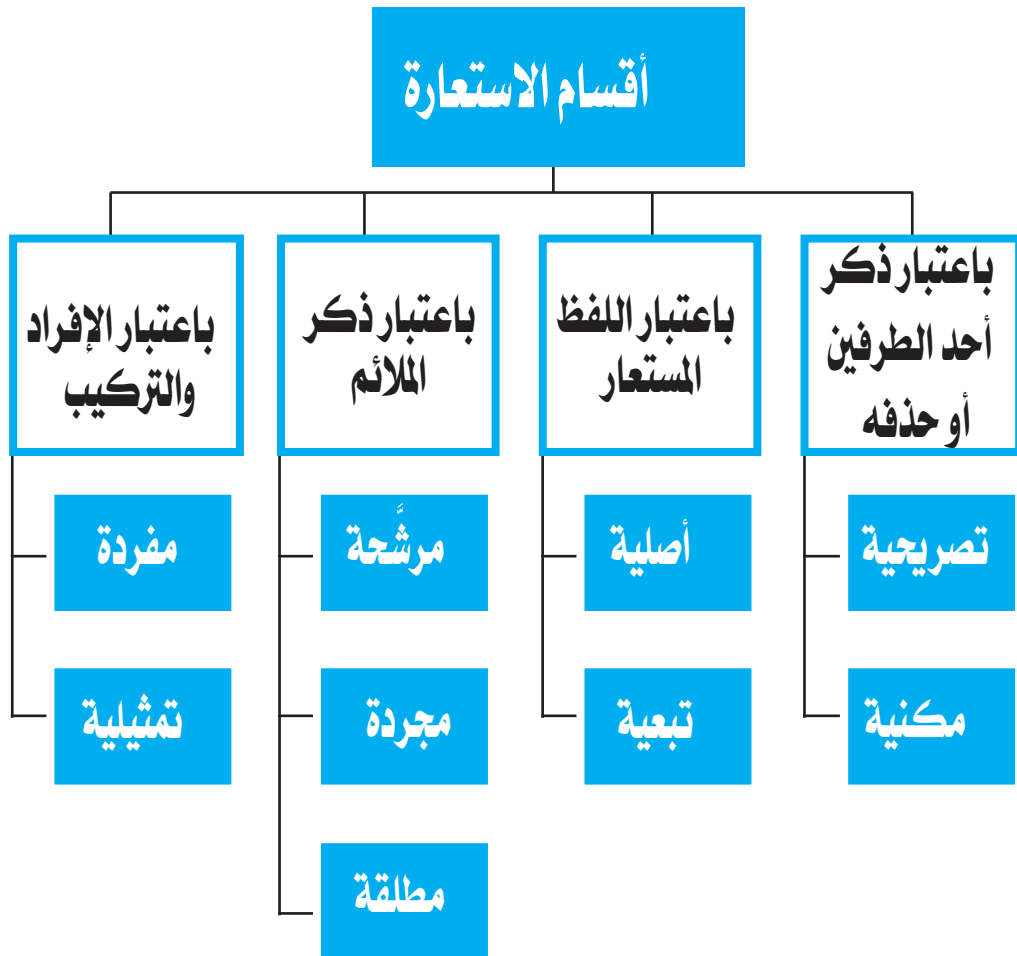 أقسام الاستعارة
باعتبار ذكر
أحد الطرفين
أو حذفه
تصريحية
مكنية
باعتبار اللفظ
المستعار
أصلية
تبعية
باعتبار ذكر
الملائم
مرشَّحة
مجردة
مطلقة
باعتبار الإفراد
والتركيب
مفردة
تمثيلية